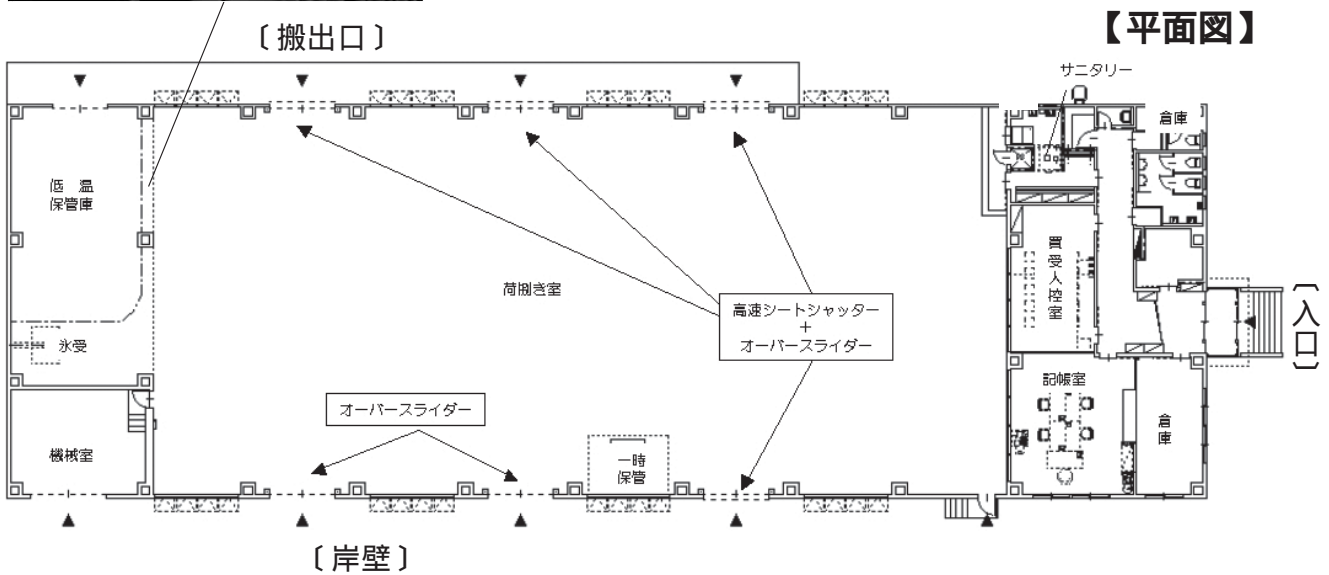 【平面図】
〔搬出口〕
サニタリー
倉庫
低 温
保管庫
荷捌き室
買受人控室
高速シートシャッター
+
オーバースライダー
〔入口〕
氷受
記帳室
倉庫
オーバースライダー
機械室
一時
保管
〔岸壁〕